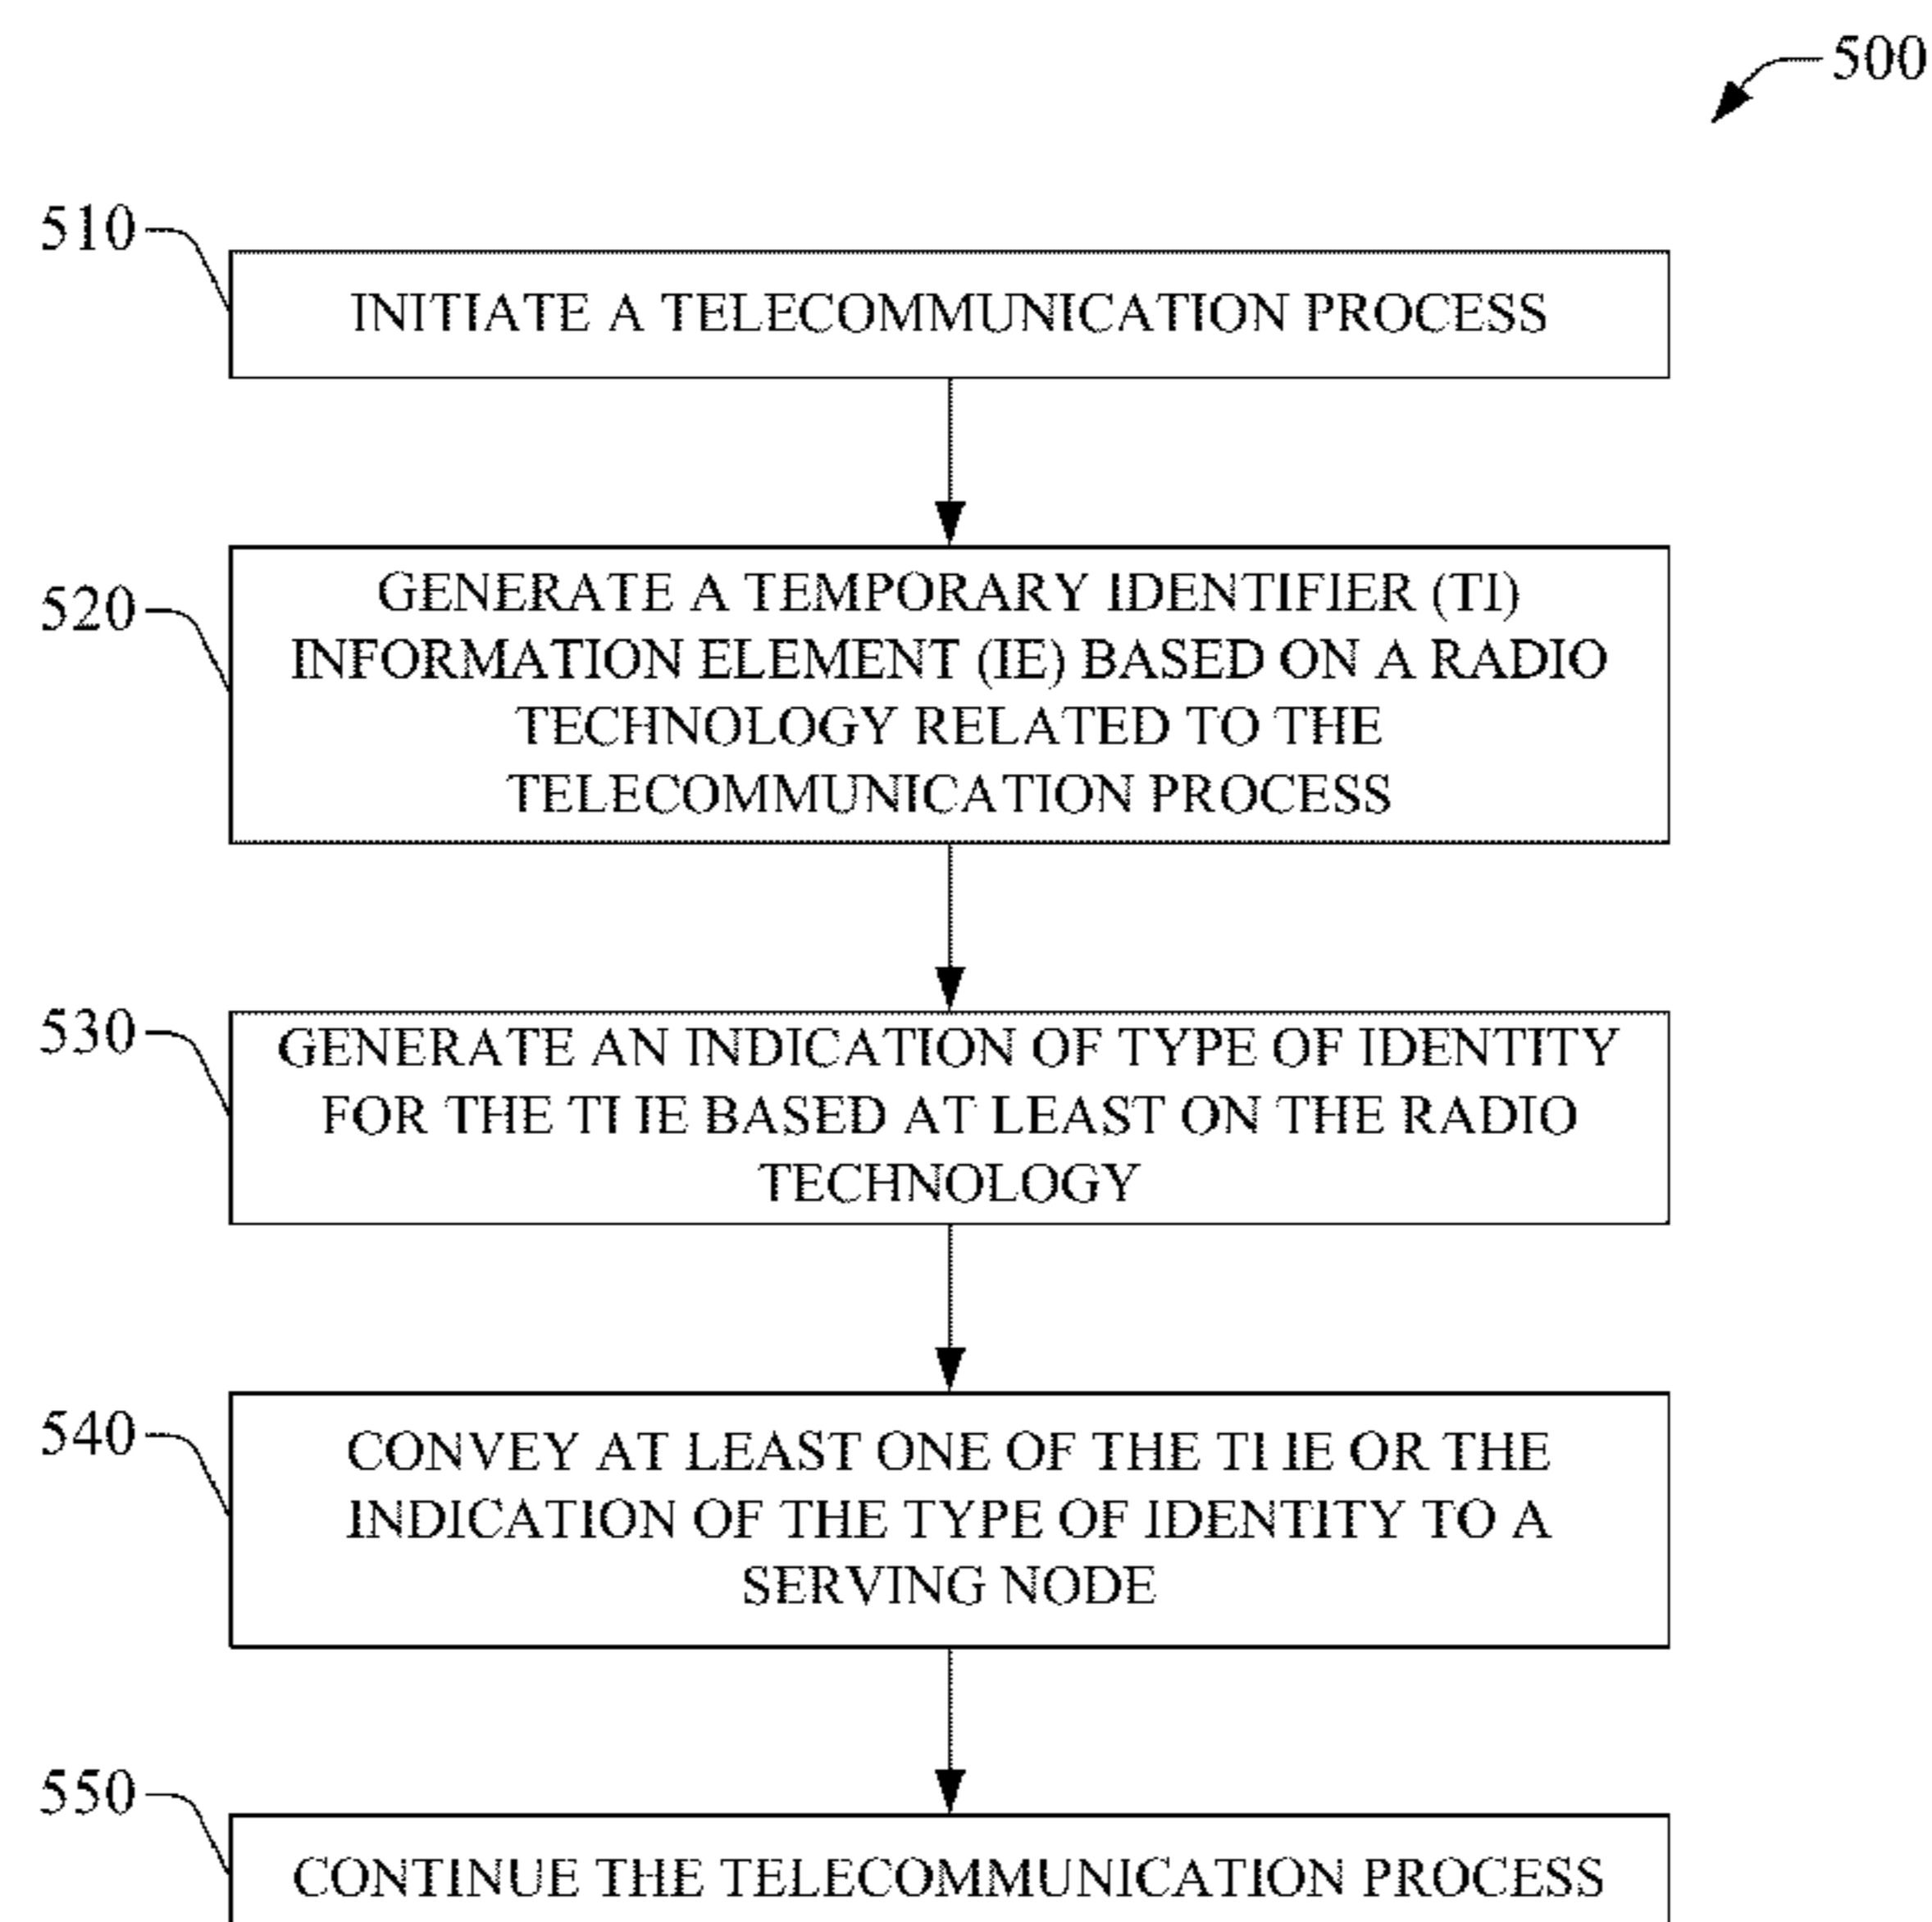 500
510
INITIATE A TELECOMMUNICATION PROCESS
520
GENERATE A TEMPORARY IDENTIFIER (TI)
INFORMATION ELEMENT (IE) BASED ON A RADIO
TECHNOLOGY RELATED TO THE
TELECOMMUNICATION PROCESS
530
GENERATE AN INDICATION OF TYPE OF IDENTITY
FOR THE TI IE BASED AT LEAST ON THE RADIO
TECHNOLOGY
540
CONVEY AT LEAST ONE OF THE TI IE OR THE
INDICATION OF THE TYPE OF IDENTITY TO A
SERVING NODE
550
CONTINUE THE TELECOMMUNICATION PROCESS